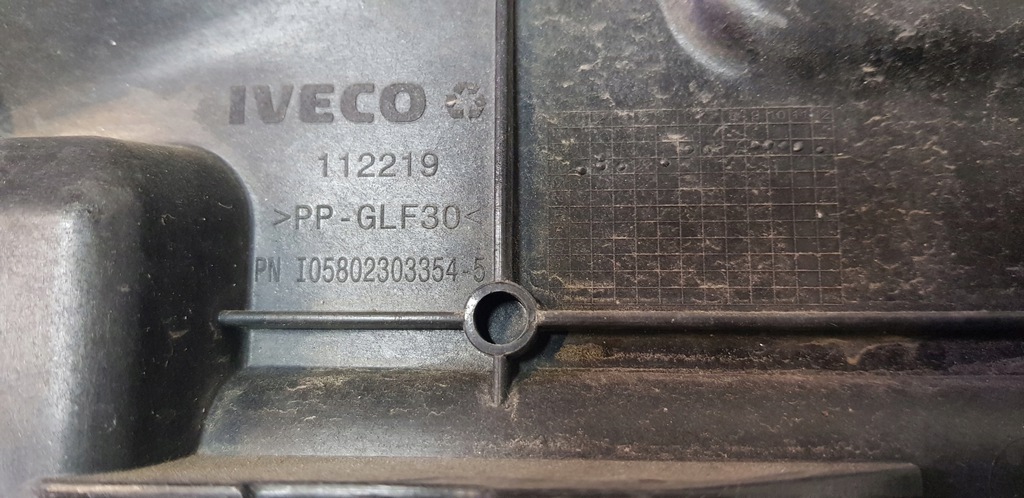 IVECO
112219
>PP-GLF30<
PN I05802303354-5